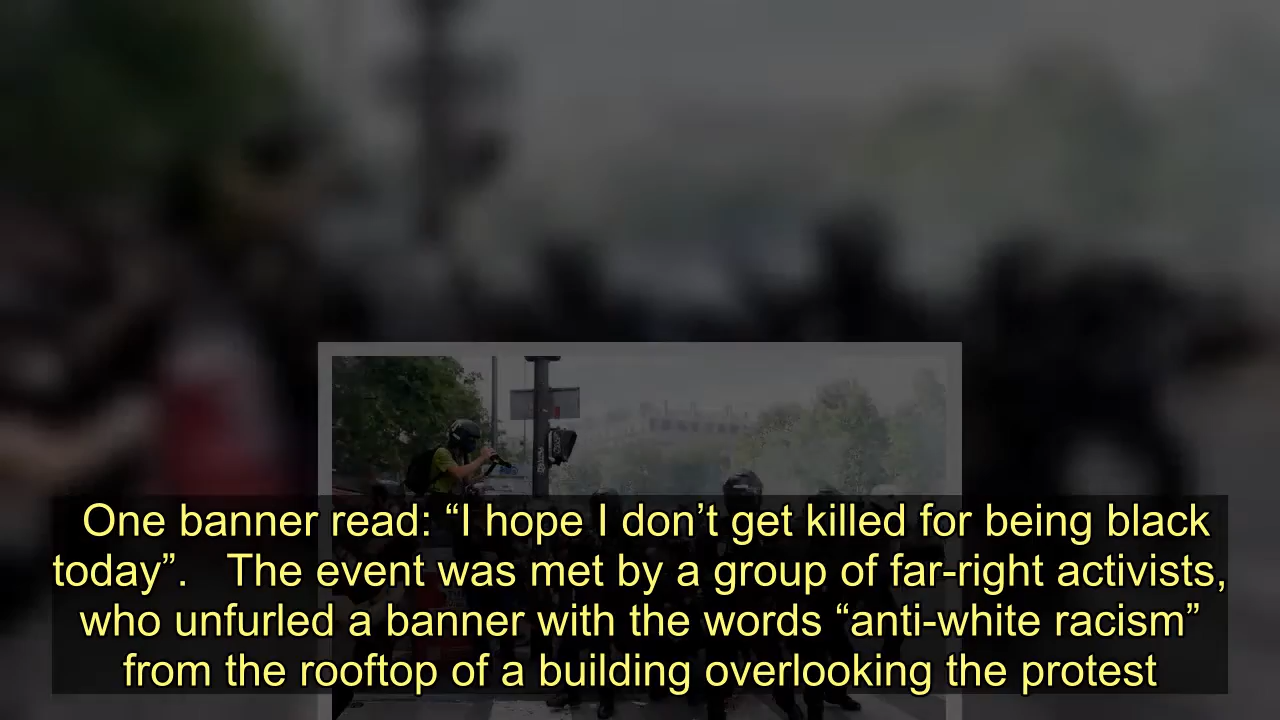 One banner read: “I hope I don’t get killed for being black
today”.   The event was met by a group of far-right activists,
who unfurled a banner with the words “anti-white racism”
from the rooftop of a building overlooking the protest